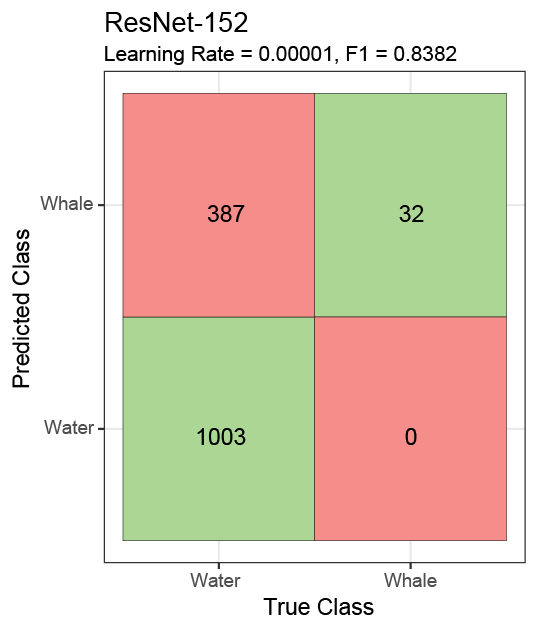 ResNet-152
Learning Rate = 0.00001, F1 = 0.8382
Predicted Class
Whale
387
32
Water
1003
0
Water
Whale
True Class